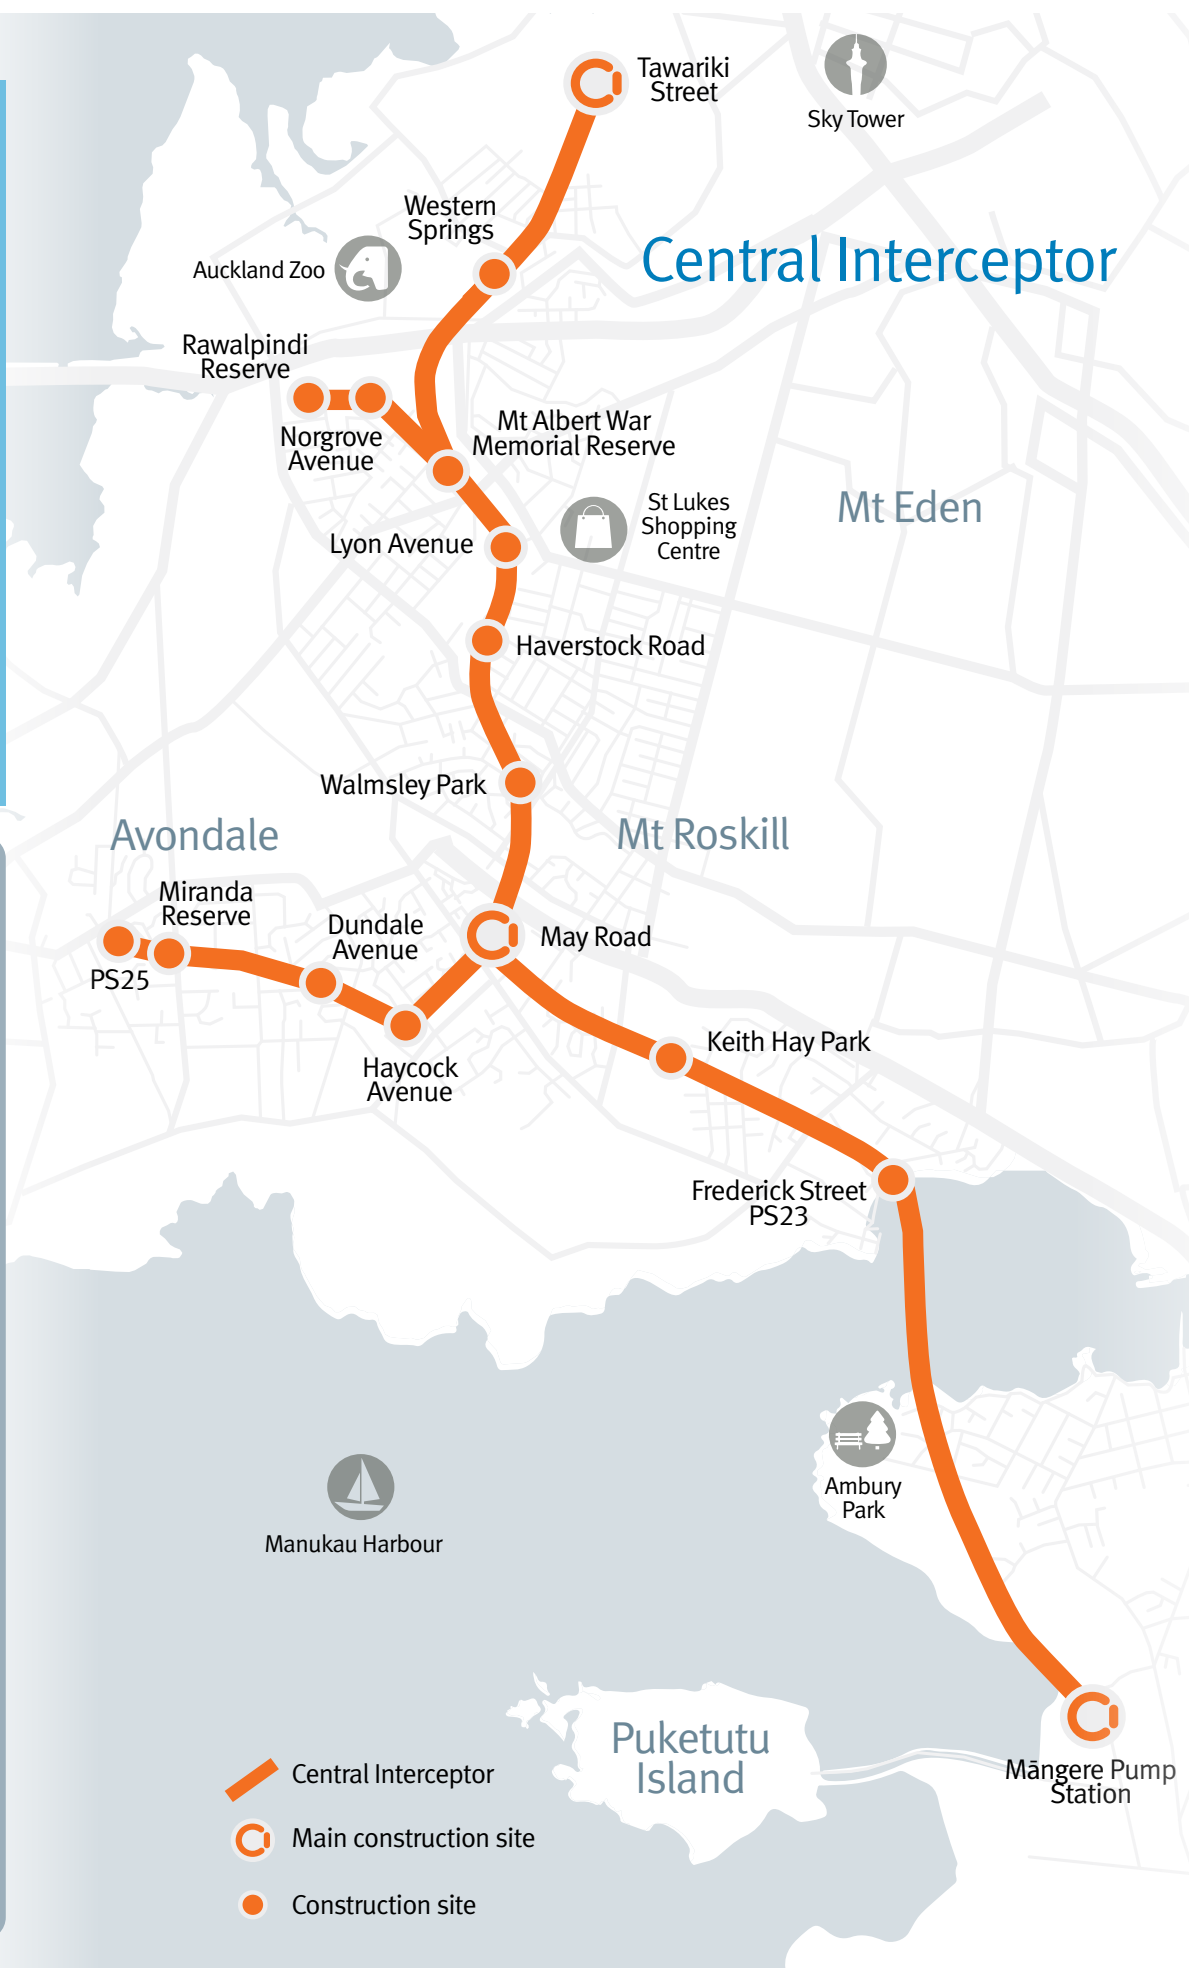 Tawariki
Street
Sky Tower
Western
Springs
Central Interceptor
Auckland Zoo
Rawalpindi
Reserve
Norgrove
Avenue
Mt Albert War
Memorial Reserve
St Lukes
Shopping
Centre
Mt Eden
Lyon Avenue
Haverstock Road
Walmsley Park
Avondale
Mt Roskill
Miranda
Reserve
Dundale
Avenue
May Road
PS25
Haycock
Avenue
Keith Hay Park
Frederick Street
PS23
Ambury
Park
Manukau Harbour
Puketutu
Island
Māngere Pump
Station
Central Interceptor
Main construction site
Construction site